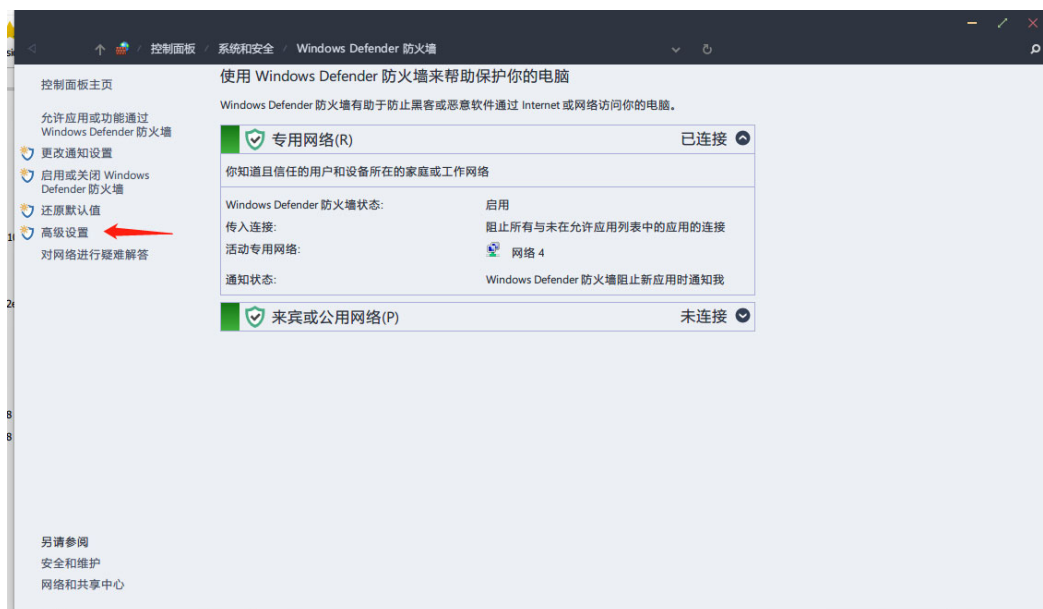 控制面板 / 系统和安全 / Windows Defender 防火墙
控制面板主页
允许应用或功能通过
Windows Defender 防火墙
更改通知设置
启用或关闭 Windows
Defender 防火墙
还原默认值
高级设置
对网络进行疑难解答
使用 Windows Defender 防火墙来帮助保护你的电脑
Windows Defender 防火墙有助于防止黑客或恶意软件通过 Internet 或网络访问你的电脑。
专用网络(R) 已连接
你知道且信任的用户和设备所在的家庭或工作网络
Windows Defender 防火墙状态: 启用
传入连接: 阻止所有与未在允许应用列表中的应用的连接
活动专用网络: 网络 4
通知状态: Windows Defender 防火墙阻止新应用时通知我
来宾或公用网络(P) 未连接
另请参阅
安全和维护
网络和共享中心